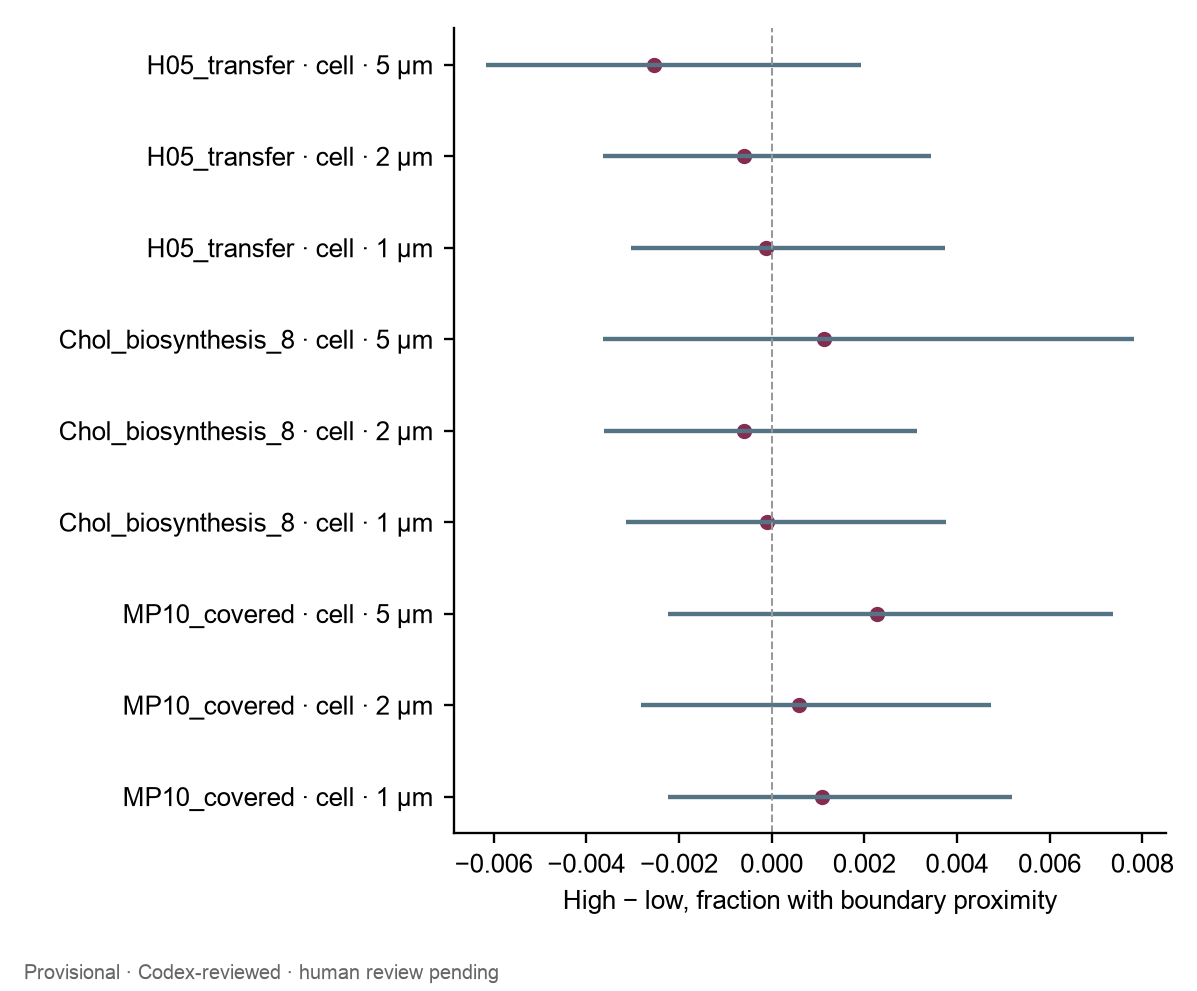 H05_transfer · cell · 5 µm
H05_transfer · cell · 2 µm
H05_transfer · cell · 1 µm
Chol_biosynthesis_8 · cell · 5 µm
Chol_biosynthesis_8 · cell · 2 µm
Chol_biosynthesis_8 · cell · 1 µm
MP10_covered · cell · 5 µm
MP10_covered · cell · 2 µm
MP10_covered · cell · 1 µm
−0.006 −0.004 −0.002 0.000 0.002 0.004 0.006 0.008
High − low, fraction with boundary proximity
Provisional · Codex-reviewed · human review pending